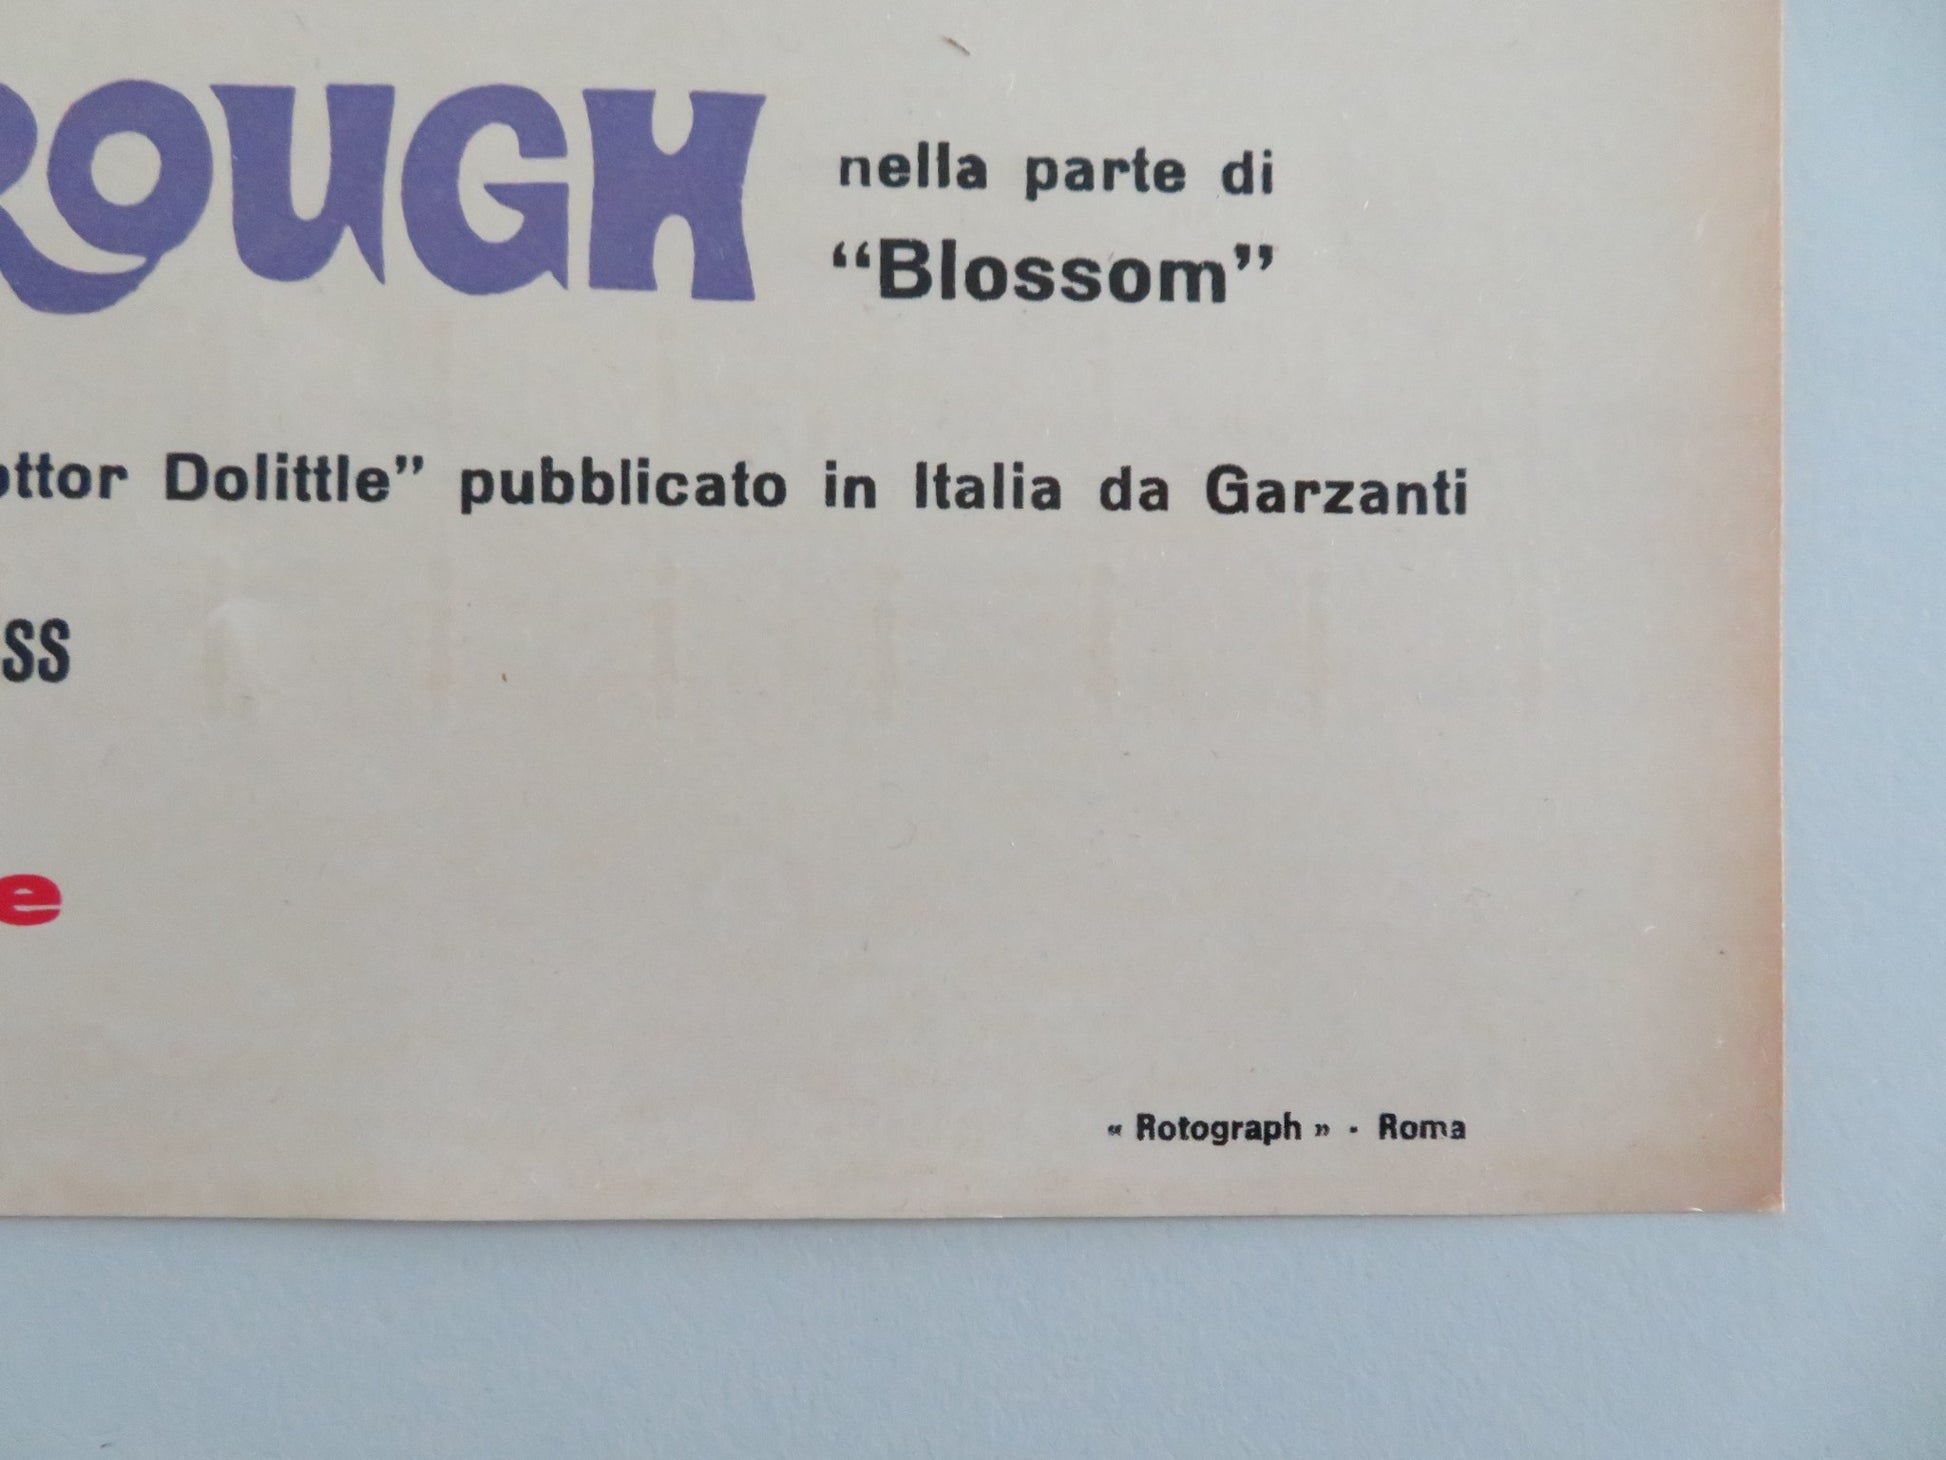 ROUGH nella parte di
“Blossom”
ottor Dolittle” pubblicato in Italia da Garzanti
ss
e
« Rotograph » - Roma